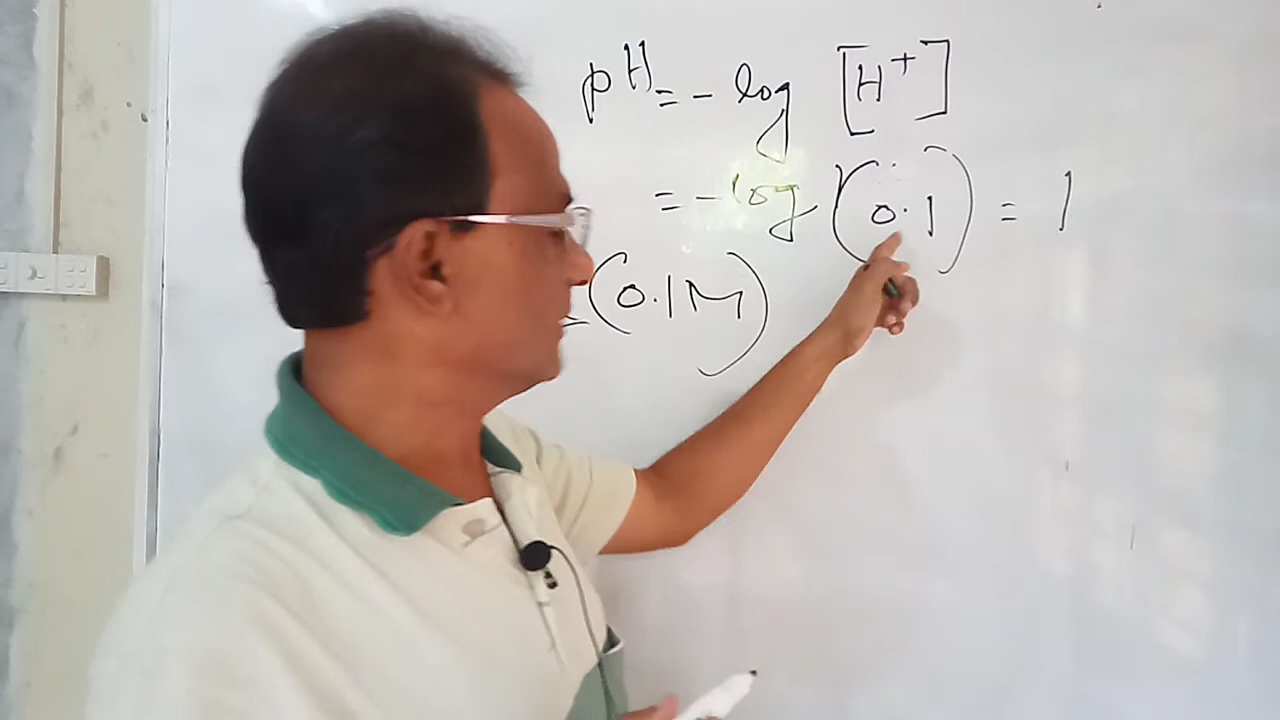 pH = - log [H+]
= - log (0.1) = 1
= (0.1M)